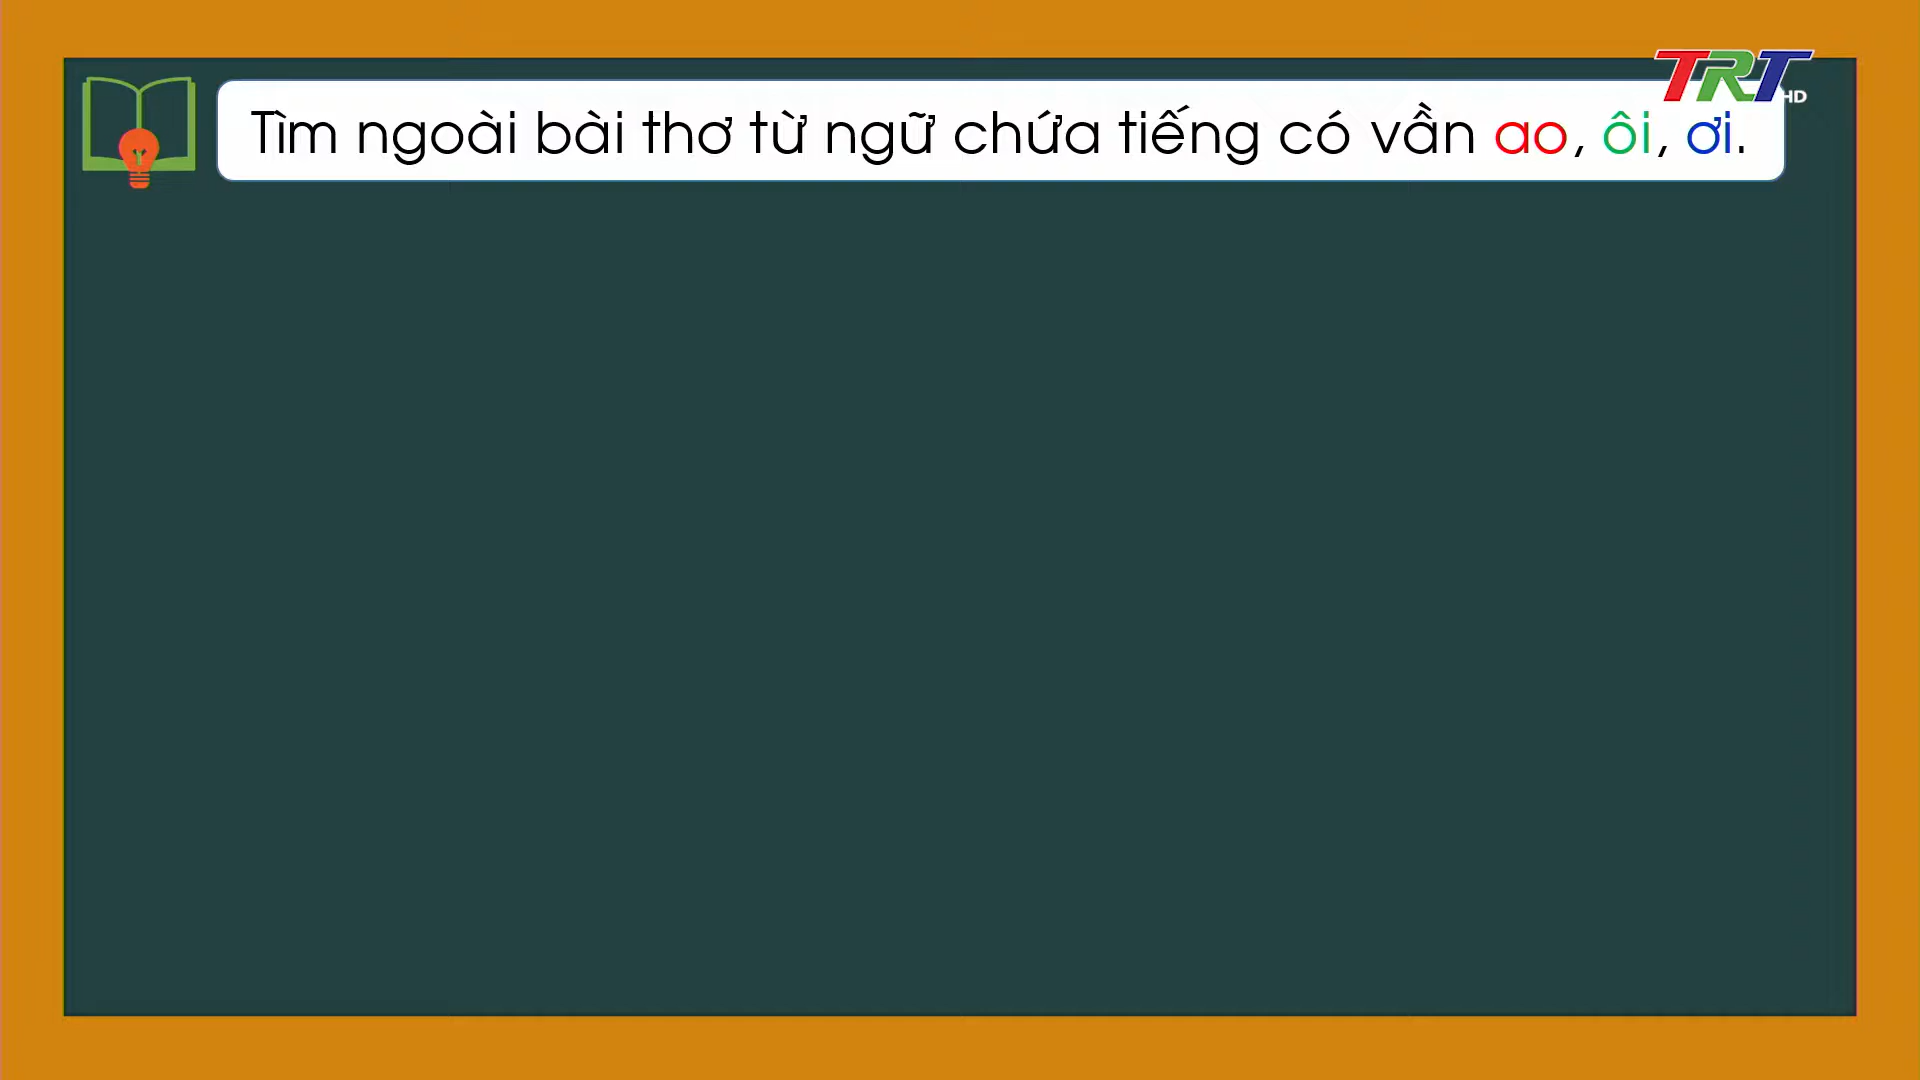 TRT HD
Tìm ngoài bài thơ từ ngữ chứa tiếng có vần ao, ôi, ơi.